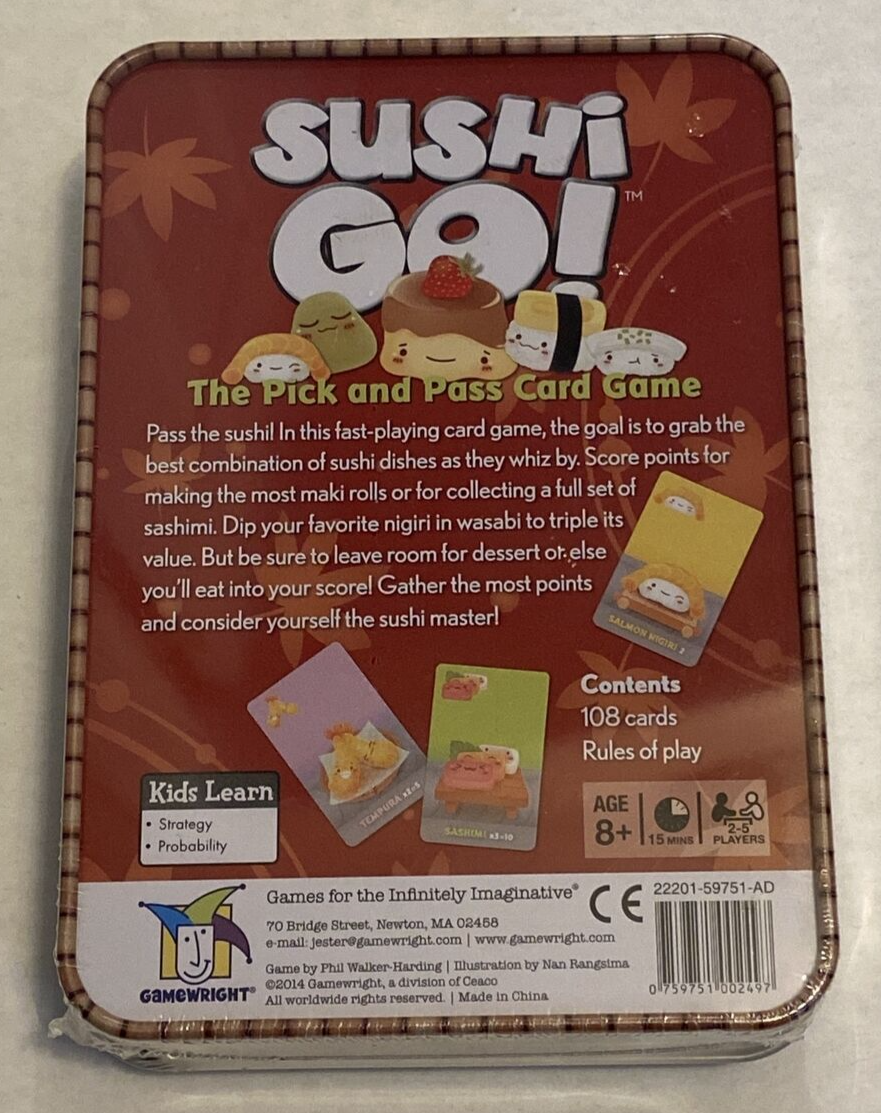 SUSHi
GO!™
The Pick and Pass Card Game
Pass the sushi! In this fast-playing card game, the goal is to grab the
best combination of sushi dishes as they whiz by. Score points for
making the most maki rolls or for collecting a full set of
sashimi. Dip your favorite nigiri in wasabi to triple its
value. But be sure to leave room for dessert or else
you'll eat into your score! Gather the most points
and consider yourself the sushi master!
SALMON NIGIRI 2
TEMPURA x2=5
SASHIMI x3=10
Contents
108 cards
Rules of play
Kids Learn
• Strategy
• Probability
AGE
8+
15 MINS
2-5
PLAYERS
GAMEWRIGHT®
Games for the Infinitely Imaginative®
70 Bridge Street, Newton, MA 02458
e-mail: jester@gamewright.com | www.gamewright.com
Game by Phil Walker-Harding | Illustration by Nan Rangsima
©2014 Gamewright, a division of Ceaco
All worldwide rights reserved. | Made in China
CE
22201-59751-AD
0 759751 002497